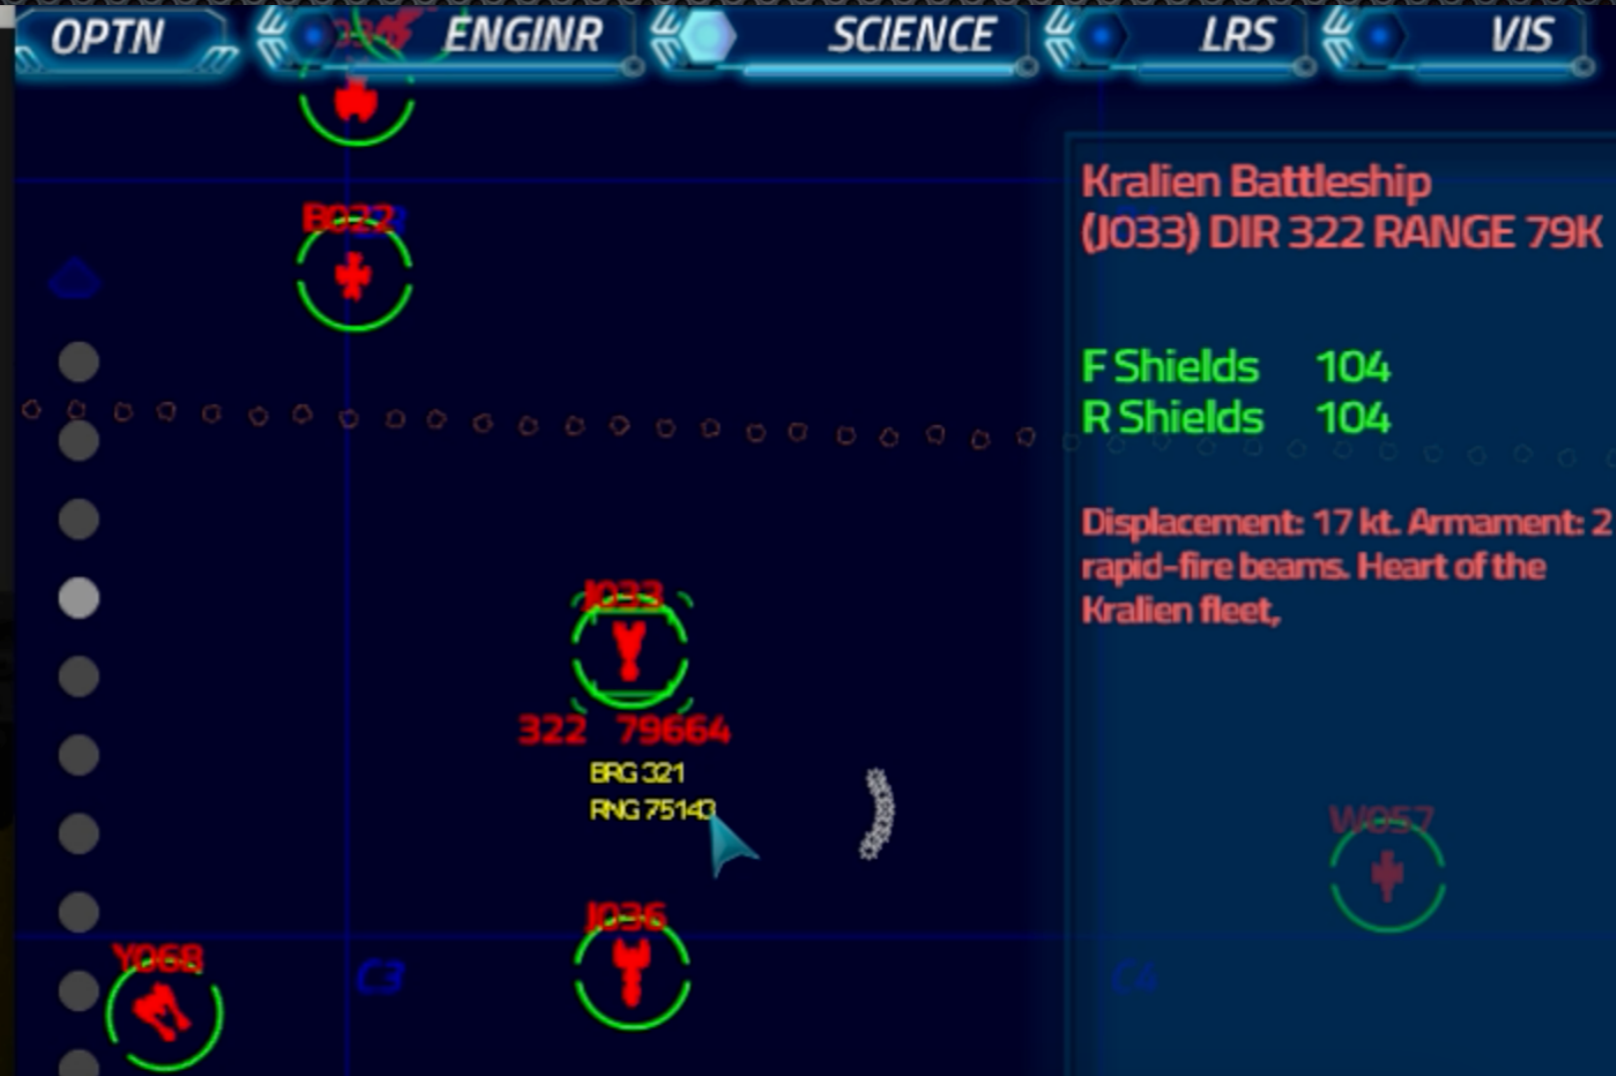 OPTN ENGINR SCIENCE LRS VIS
Kralien Battleship
(J033) DIR 322 RANGE 79K
B022
F Shields 104
R Shields 104
Displacement: 17 kt. Armament: 2
rapid-fire beams. Heart of the
Kralien fleet,
J033
322 79664
BRG 321
RNG 75143
W057
J036
Y068
C3
C4